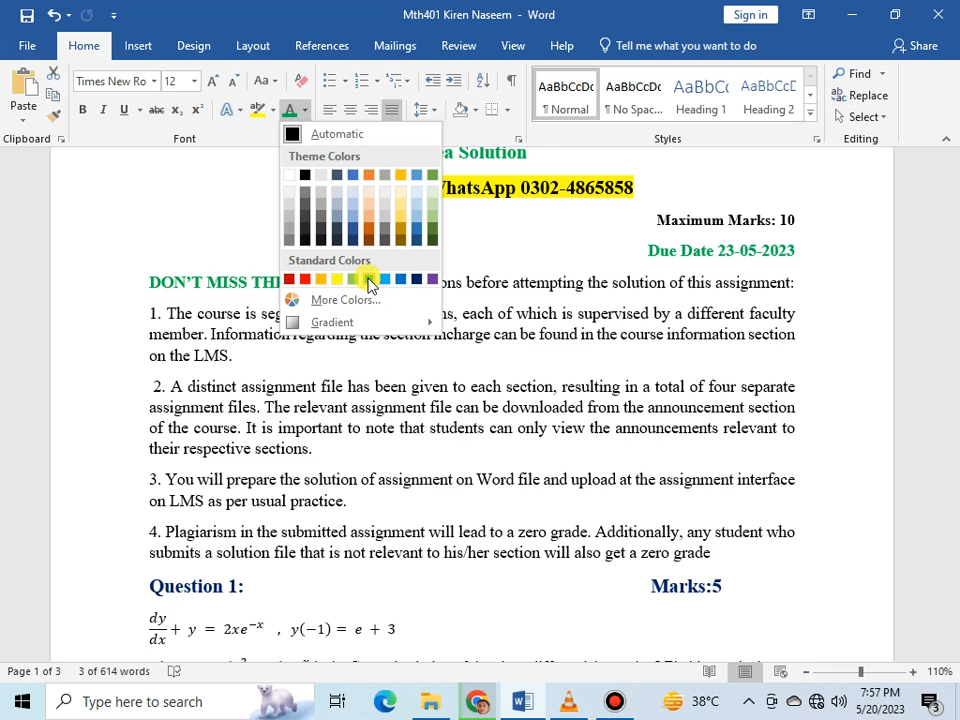 Mth401 Kiren Naseem - Word
Sign in
File Home Insert Design Layout References Mailings Review View Help Tell me what you want to do Share
Paste
Times New Ro 12 Aa
B I U abc x₂ x² A A
Clipboard Font Styles Editing
AaBbCcDc AaBbCcDc AaBbCc AaBbCcD
¶ Normal ¶ No Spac... Heading 1 Heading 2
Find
Replace
Select
Automatic
Theme Colors
Standard Colors
More Colors...
Gradient
Solution
WhatsApp 0302-4865858
Maximum Marks: 10
Due Date 23-05-2023
DON'T MISS THE ons before attempting the solution of this assignment:
1. The course is seg ns, each of which is supervised by a different faculty
member. Information regarding the section incharge can be found in the course information section
on the LMS.
2. A distinct assignment file has been given to each section, resulting in a total of four separate
assignment files. The relevant assignment file can be downloaded from the announcement section
of the course. It is important to note that students can only view the announcements relevant to
their respective sections.
3. You will prepare the solution of assignment on Word file and upload at the assignment interface
on LMS as per usual practice.
4. Plagiarism in the submitted assignment will lead to a zero grade. Additionally, any student who
submits a solution file that is not relevant to his/her section will also get a zero grade
Question 1: Marks:5
dy/dx + y = 2xe⁻ˣ , y(−1) = e + 3
Page 1 of 3 3 of 614 words 110%
Type here to search 38°C 7:57 PM
5/20/2023
3